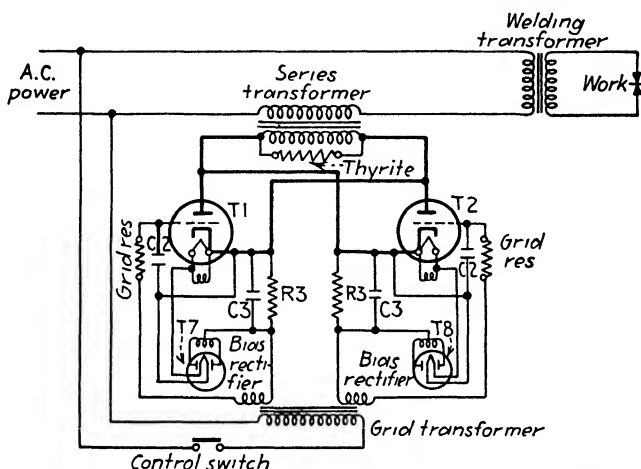 Welding
transformer
A.C.
power
Series
transformer
Work
Thyrite
T1
T2
Grid res
C2
C2
Grid
res
R3
R3
C3
C3
T7
T8
Bias
recti-
fier
Bias
rectifier
Grid transformer
Control switch